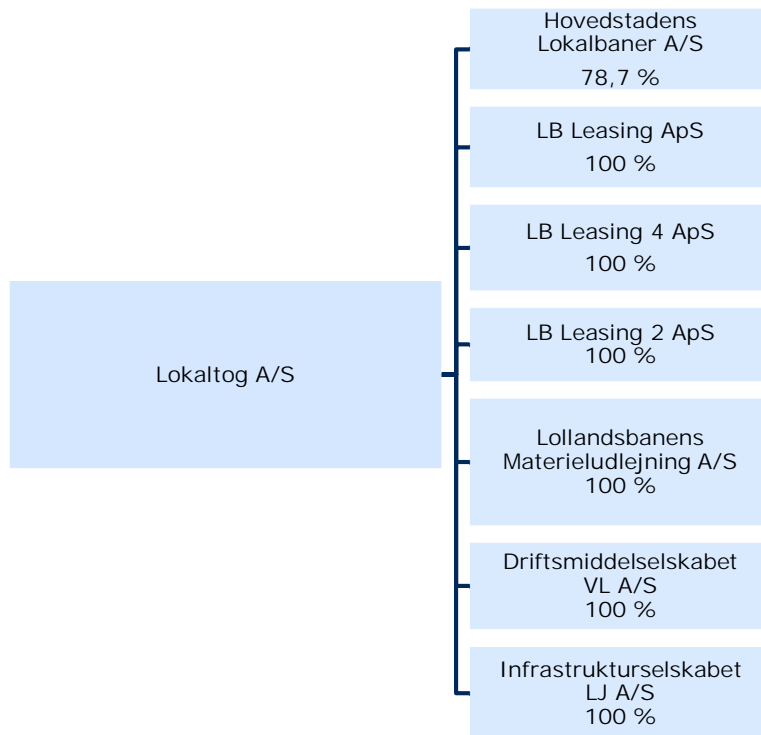 Hovedstadens
Lokalbaner A/S
78,7 %
LB Leasing ApS
100 %
LB Leasing 4 ApS
100 %
Lokaltog A/S
LB Leasing 2 ApS
100 %
Lollandsbanens
Materieludlejning A/S
100 %
Driftsmiddelselskabet
VL A/S
100 %
Infrastrukturselskabet
LJ A/S
100 %